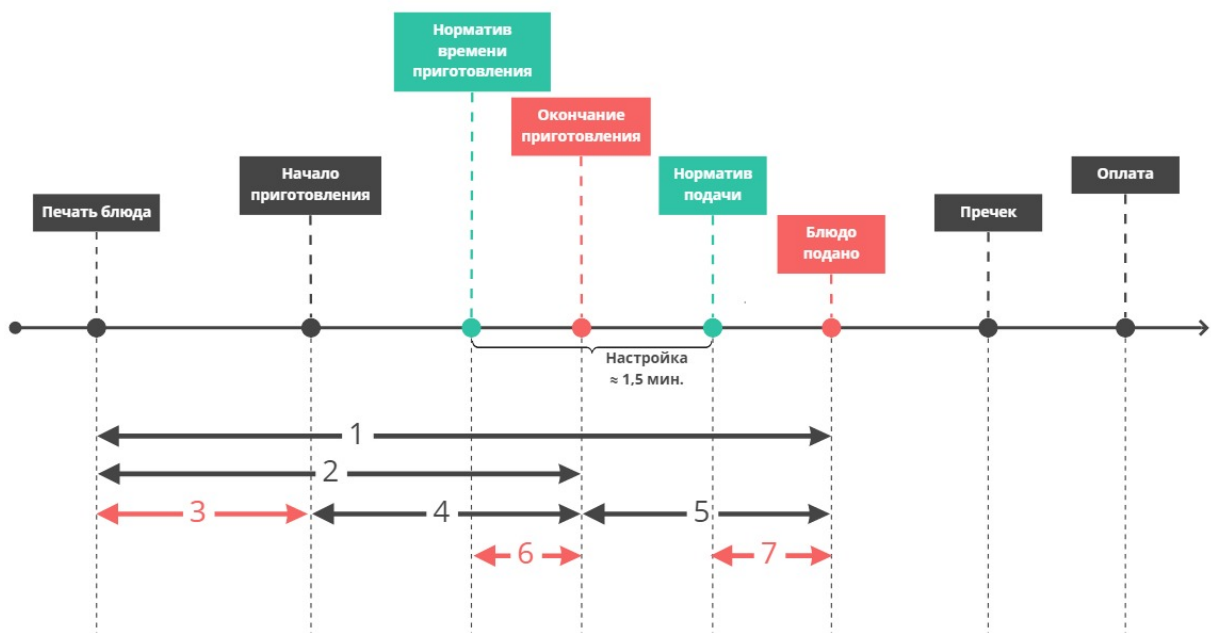 Норматив
времени
приготовления
Окончание
приготовления
Начало
приготовления
Норматив
подачи
Оплата
Печать блюда
Пречек
Блюдо
подано
Настройка
≈ 1,5 мин.
1
2
3
4
5
6
7